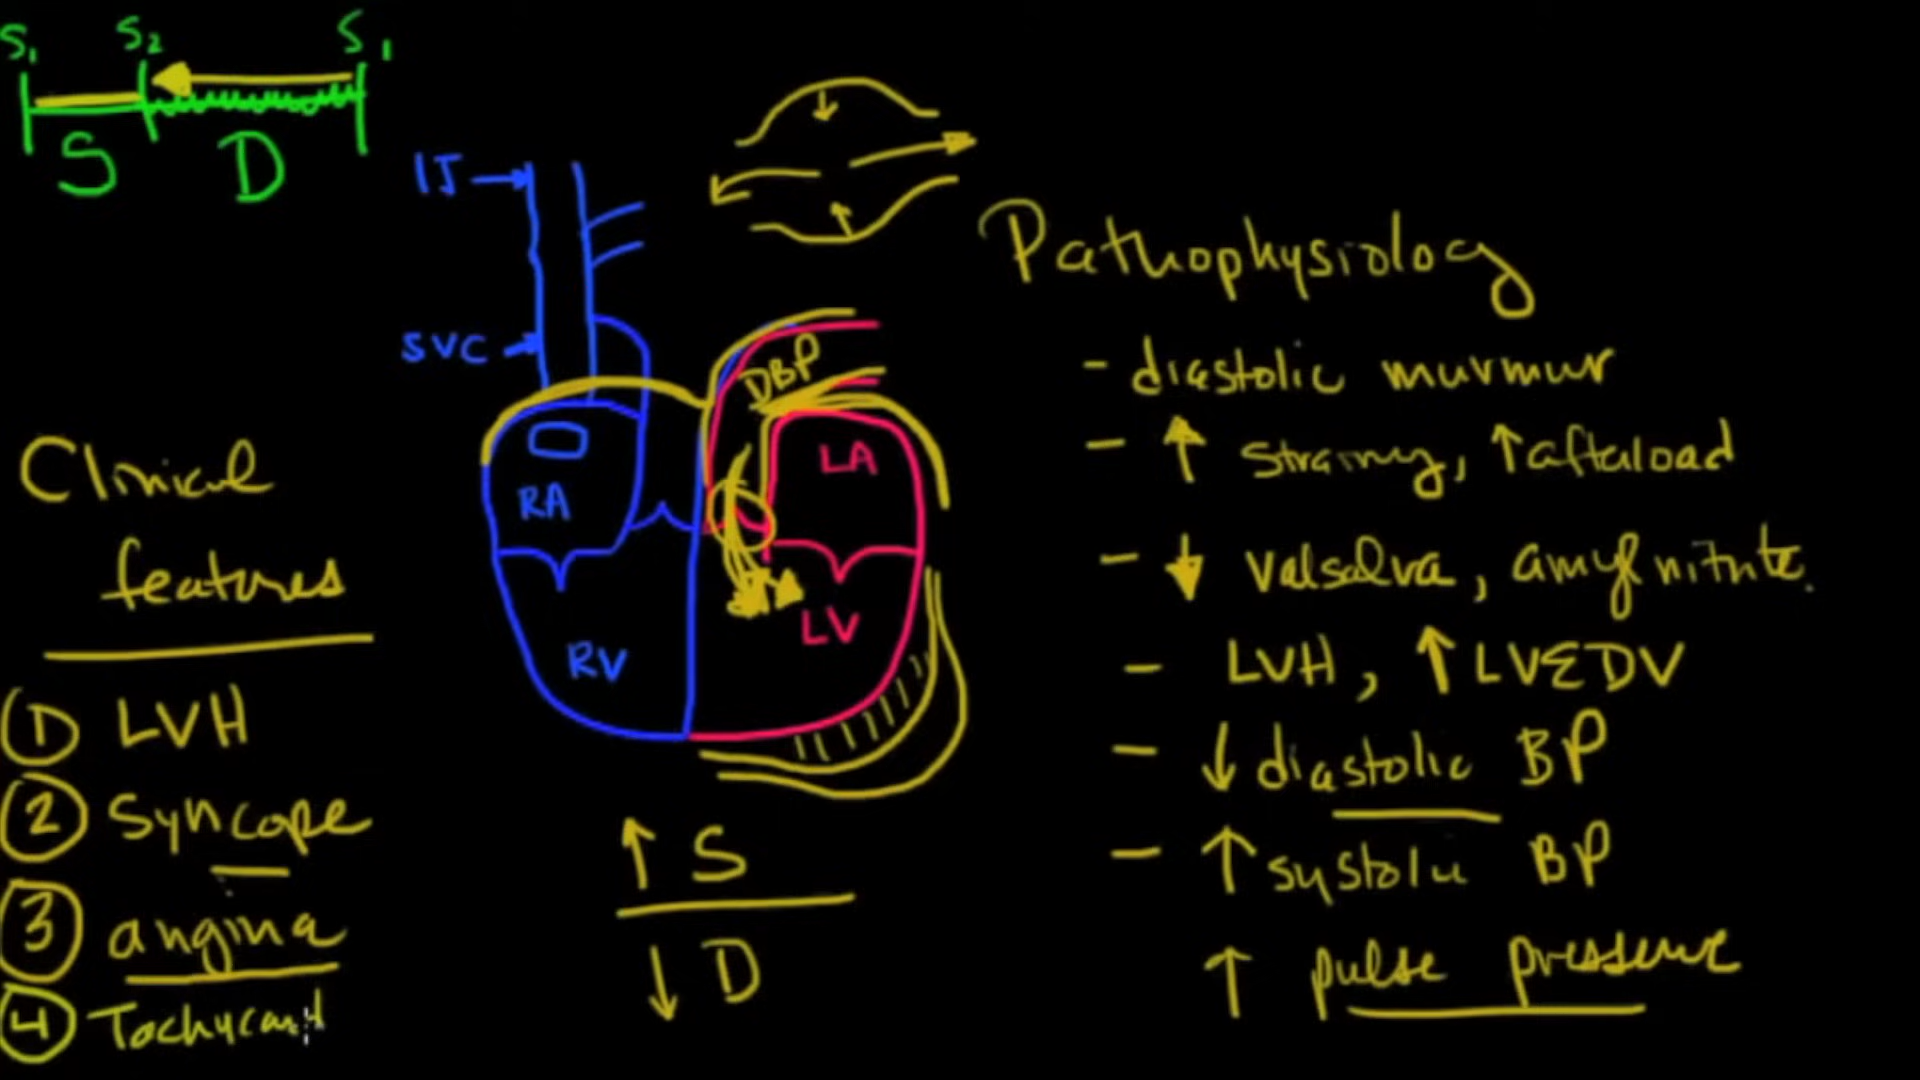 S1 S2 S1
S D
IJ
SVC
DBP
LA
RA
LV
RV
↑ S
↓ D
Clinical
features
① LVH
② Syncope
③ angina
④ Tachycard
Pathophysiology
- diastolic murmur
- ↑ straining, ↑ afterload
- ↓ valsalva, amyl nitrite.
- LVH, ↑ LVEDV
- ↓ diastolic BP
- ↑ systolic BP
↑ pulse pressure